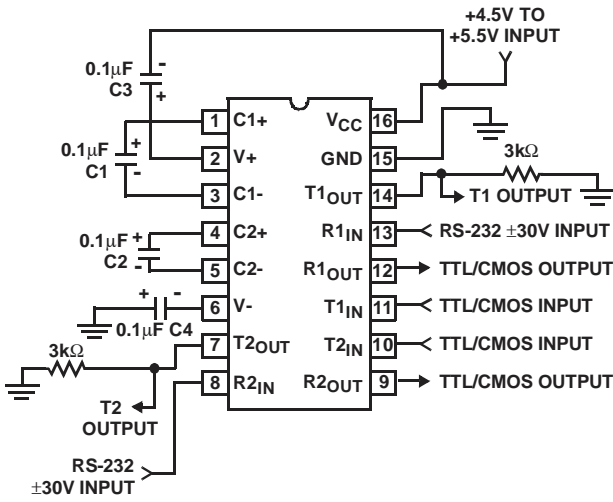 +4.5V TO
+5.5V INPUT
0.1μF
C3
-
+
1 C1+
VCC 16
0.1μF
C1
+
-
2 V+
GND 15
3kΩ
3 C1-
T1OUT 14
T1 OUTPUT
0.1μF
C2
+
-
4 C2+
R1IN 13
RS-232 ±30V INPUT
5 C2-
R1OUT 12
TTL/CMOS OUTPUT
+ -
0.1μF C4
6 V-
T1IN 11
TTL/CMOS INPUT
3kΩ
7 T2OUT
T2IN 10
TTL/CMOS INPUT
8 R2IN
R2OUT 9
TTL/CMOS OUTPUT
T2
OUTPUT
RS-232
±30V INPUT